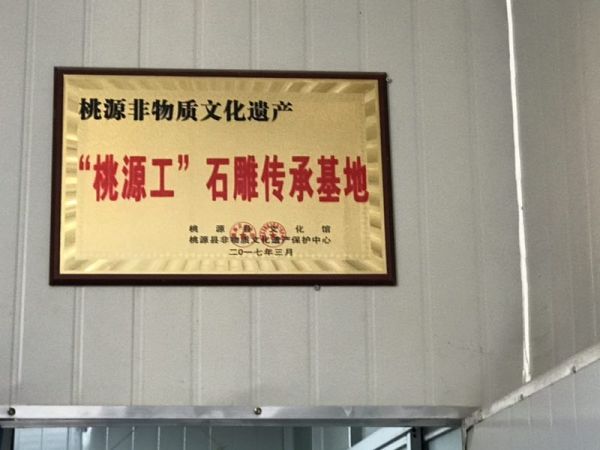 桃源非物质文化遗产
“桃源工”石雕传承基地
桃源县文化馆
桃源县非物质文化遗产保护中心
二0一七年三月